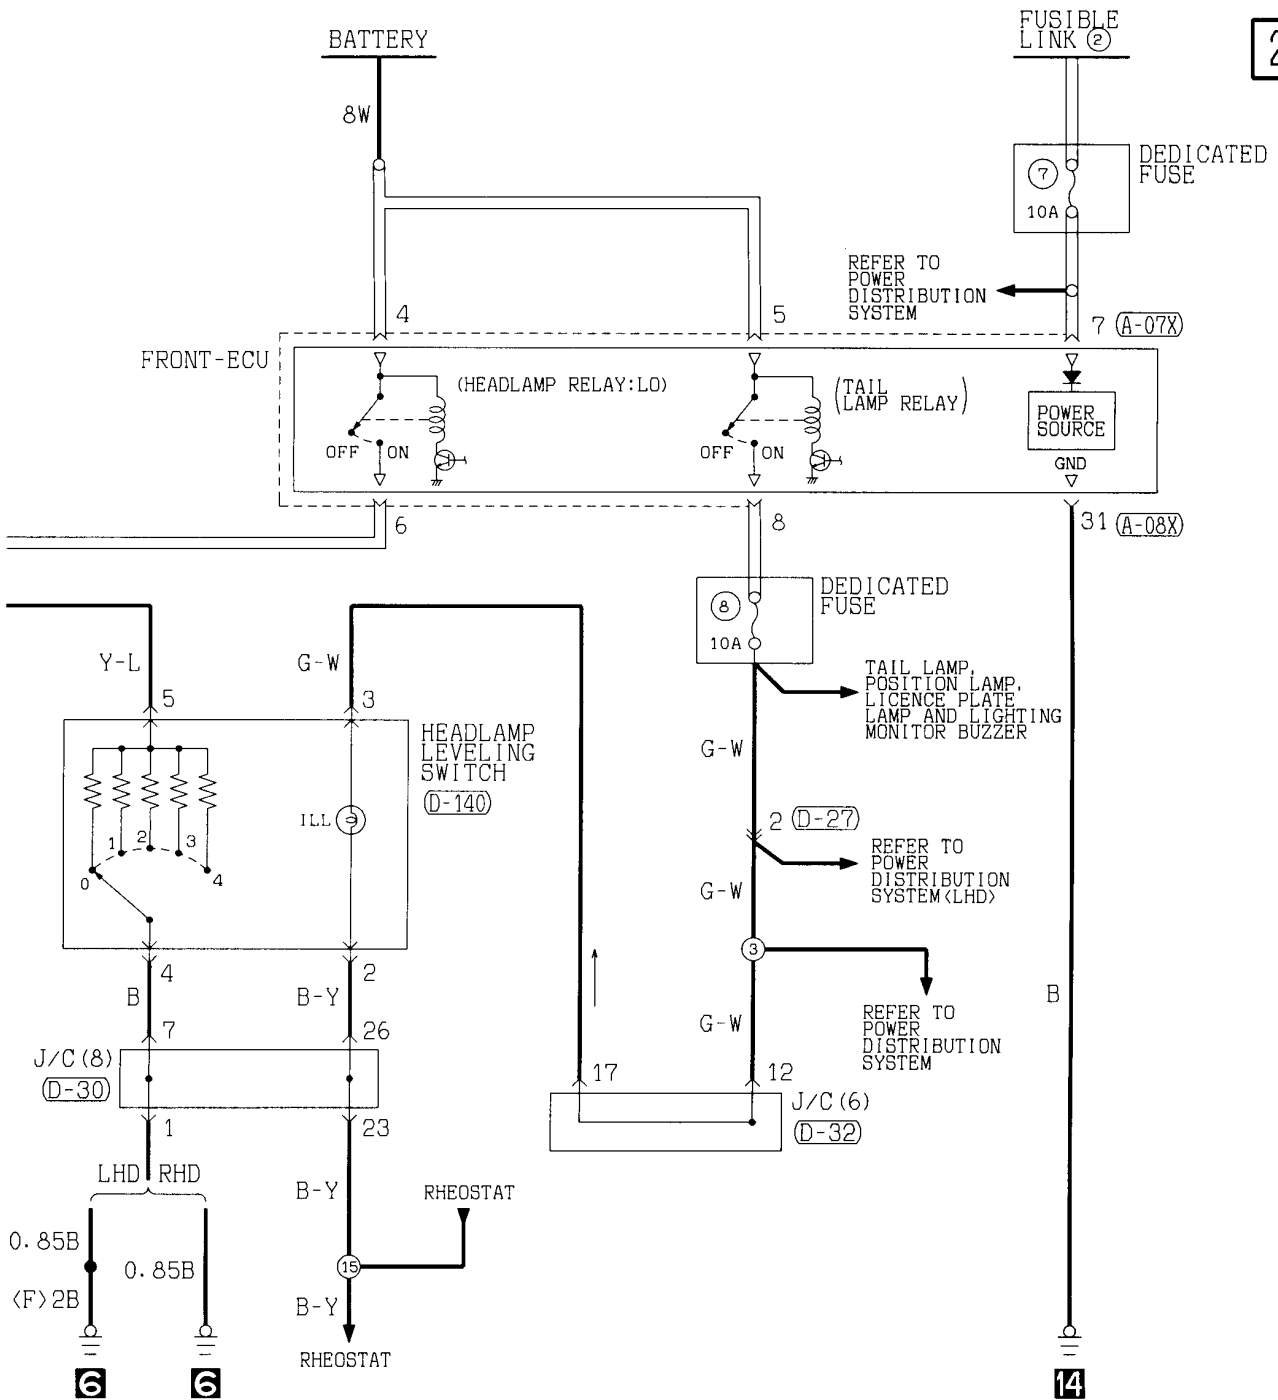 FUSIBLE
LINK ②
BATTERY
8W
DEDICATED
FUSE
7
10A
REFER TO
POWER
DISTRIBUTION
SYSTEM
4
5
7 (A-07X)
FRONT-ECU
(HEADLAMP RELAY:LO)
(TAIL
LAMP RELAY)
POWER
SOURCE
OFF ON
OFF ON
GND
6
8
31 (A-08X)
DEDICATED
FUSE
8
10A
Y-L
G-W
TAIL LAMP,
POSITION LAMP,
LICENCE PLATE
LAMP AND LIGHTING
MONITOR BUZZER
5
3
HEADLAMP
LEVELING
SWITCH
(D-140)
G-W
ILL
2 (D-27)
0 1 2 3 4
REFER TO
POWER
DISTRIBUTION
SYSTEM<LHD>
G-W
3
4
2
B
B-Y
B
REFER TO
POWER
DISTRIBUTION
SYSTEM
G-W
7
26
J/C(8)
(D-30)
17
12
J/C(6)
(D-32)
1
23
LHD RHD
B-Y
RHEOSTAT
0.85B
0.85B
15
<F>2B
B-Y
RHEOSTAT
6
6
14